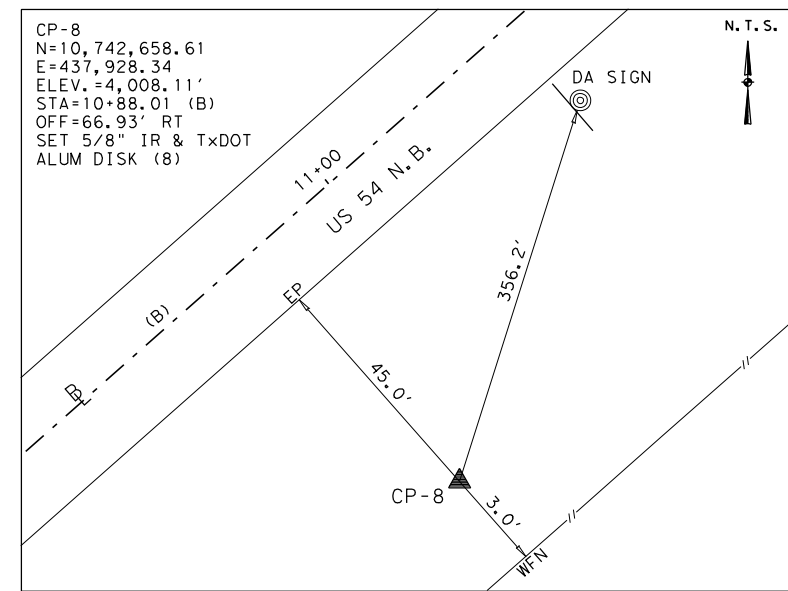 CP-8
N=10,742,658.61
E=437,928.34
ELEV.=4,008.11'
STA=10+88.01 (B)
OFF=66.93' RT
SET 5/8" IR & TxDOT
ALUM DISK (8)
N.T.S.
DA SIGN
11+00
US 54 N.B.
356.2'
EP
(B)
45.0'
CP-8
3.0'
WFN